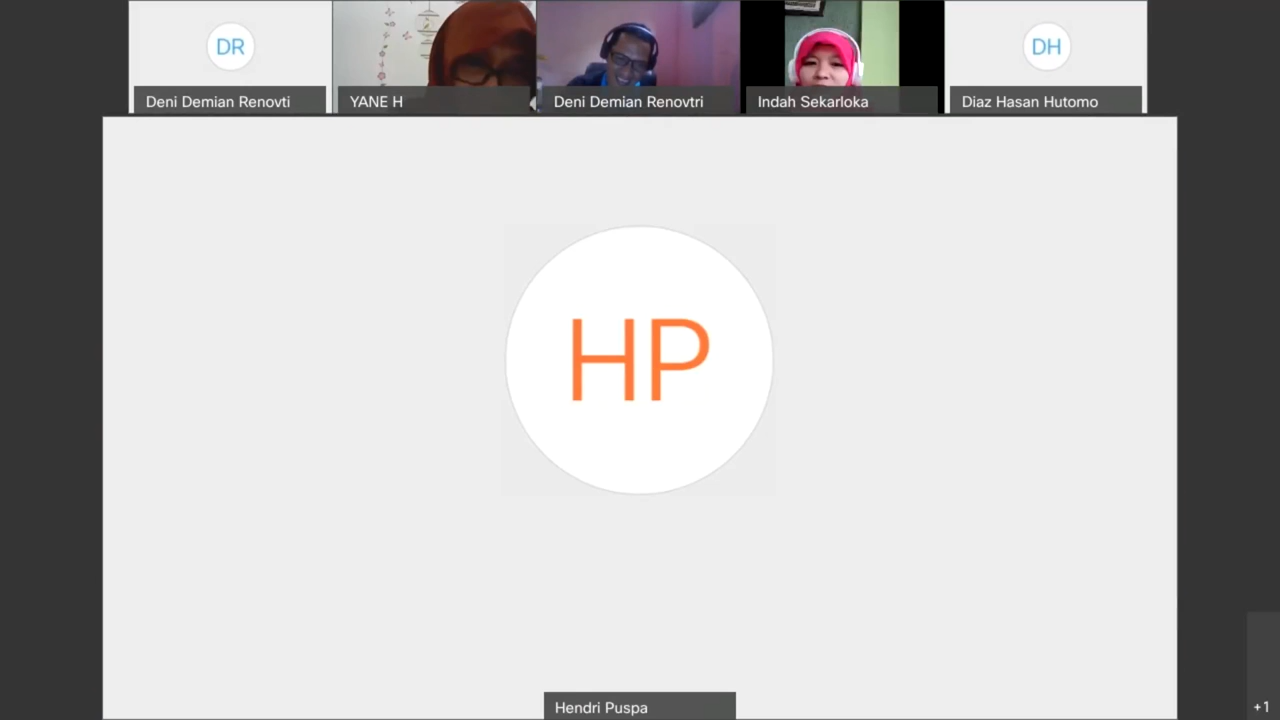 DR
Deni Demian Renovti
YANE H
Deni Demian Renovtri
Indah Sekarloka
DH
Diaz Hasan Hutomo
HP
Hendri Puspa
+1